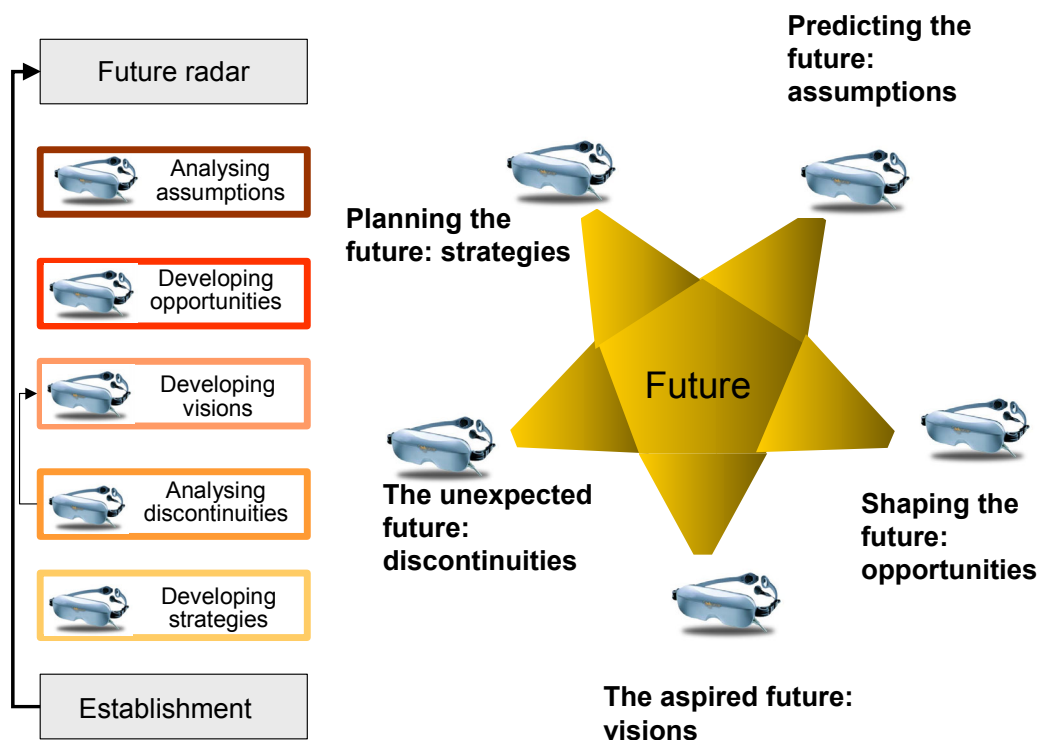 Future radar
Analysing
assumptions
Developing
opportunities
Developing
visions
Analysing
discontinuities
Developing
strategies
Establishment
Predicting the
future:
assumptions
Planning the
future: strategies
Future
The unexpected
future:
discontinuities
Shaping the
future:
opportunities
The aspired future:
visions